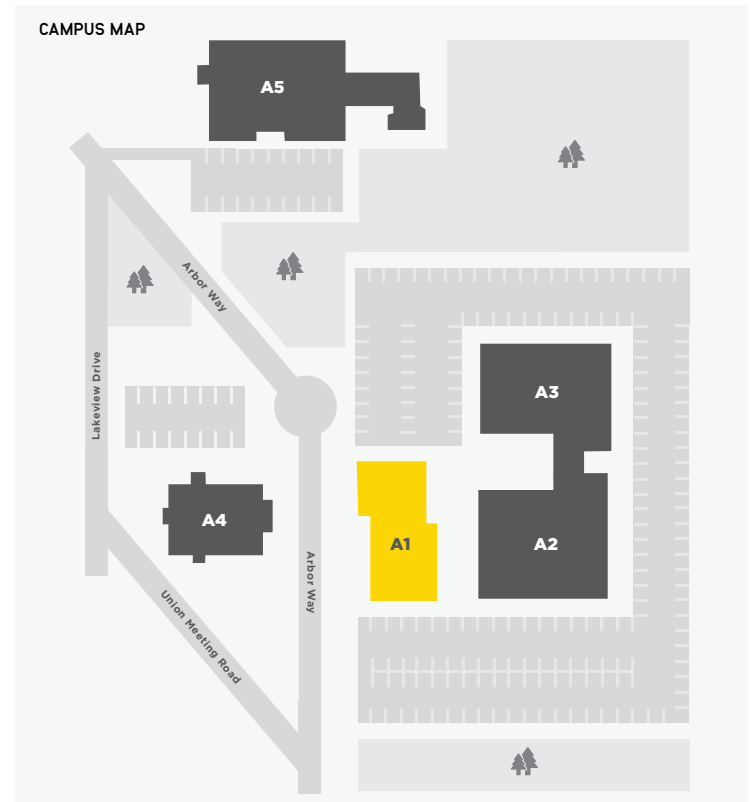 CAMPUS MAP
A5
Arbor Way
Lakeview Drive
A3
A4
A1
A2
Arbor Way
Union Meeting Road